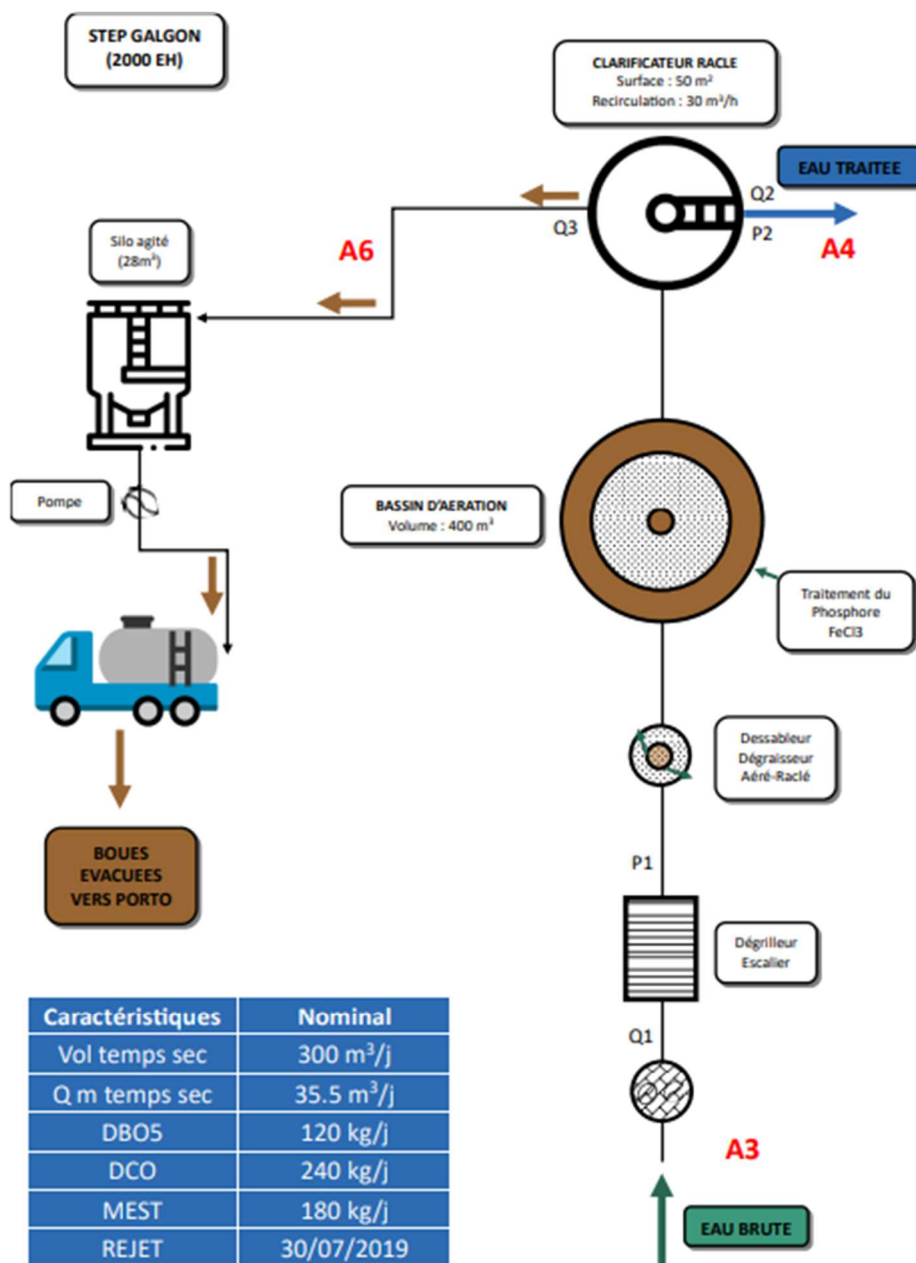 STEP GALGON
(2000 EH)
CLARIFICATEUR RACLE
Surface : 50 m²
Recirculation : 30 m³/h
EAU TRAITEE
Q2
P2
Q3
A4
A6
Silo agité
(28m³)
Pompe
BASSIN D'AERATION
Volume : 400 m³
Traitement du
Phosphore
FeCl3
Dessableur
Dégraisseur
Aéré-Raclé
BOUES
EVACUEES
VERS PORTO
P1
Dégrilleur
Escalier
Q1
A3
EAU BRUTE
Caractéristiques Nominal
Vol temps sec 300 m³/j
Q m temps sec 35.5 m³/j
DBO5 120 kg/j
DCO 240 kg/j
MEST 180 kg/j
REJET 30/07/2019